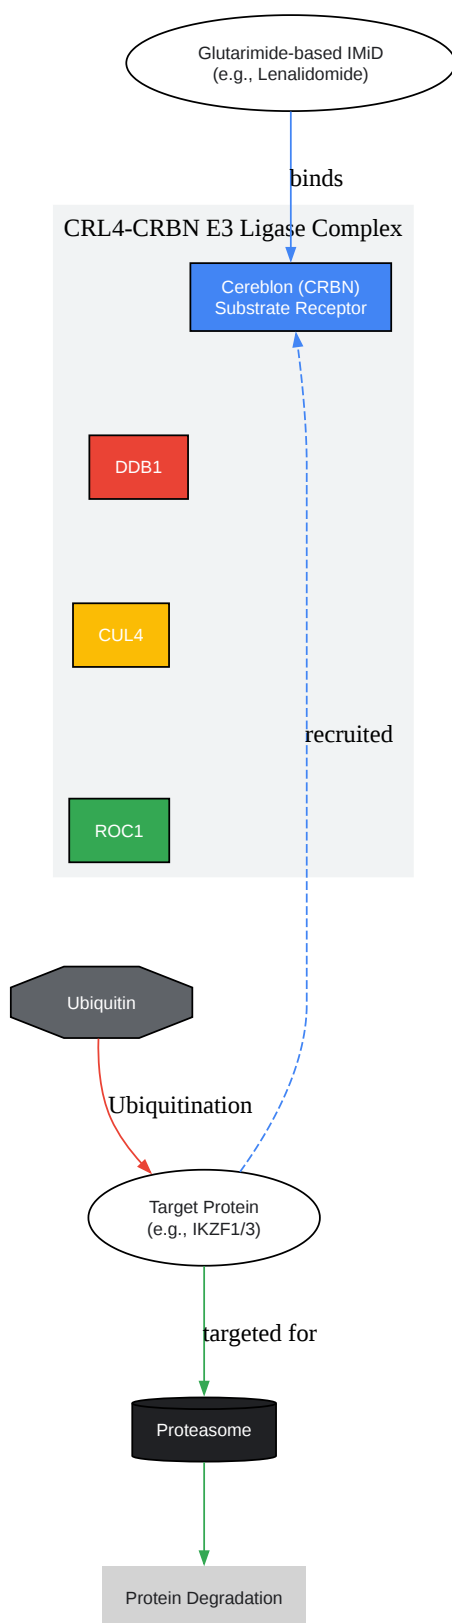 Glutarimide-based IMiD
(e.g., Lenalidomide)
binds
CRL4-CRBN E3 Ligase Complex
Cereblon (CRBN)
Substrate Receptor
DDB1
CUL4
recruited
ROC1
Ubiquitin
Ubiquitination
Target Protein
(e.g., IKZF1/3)
targeted for
Proteasome
Protein Degradation